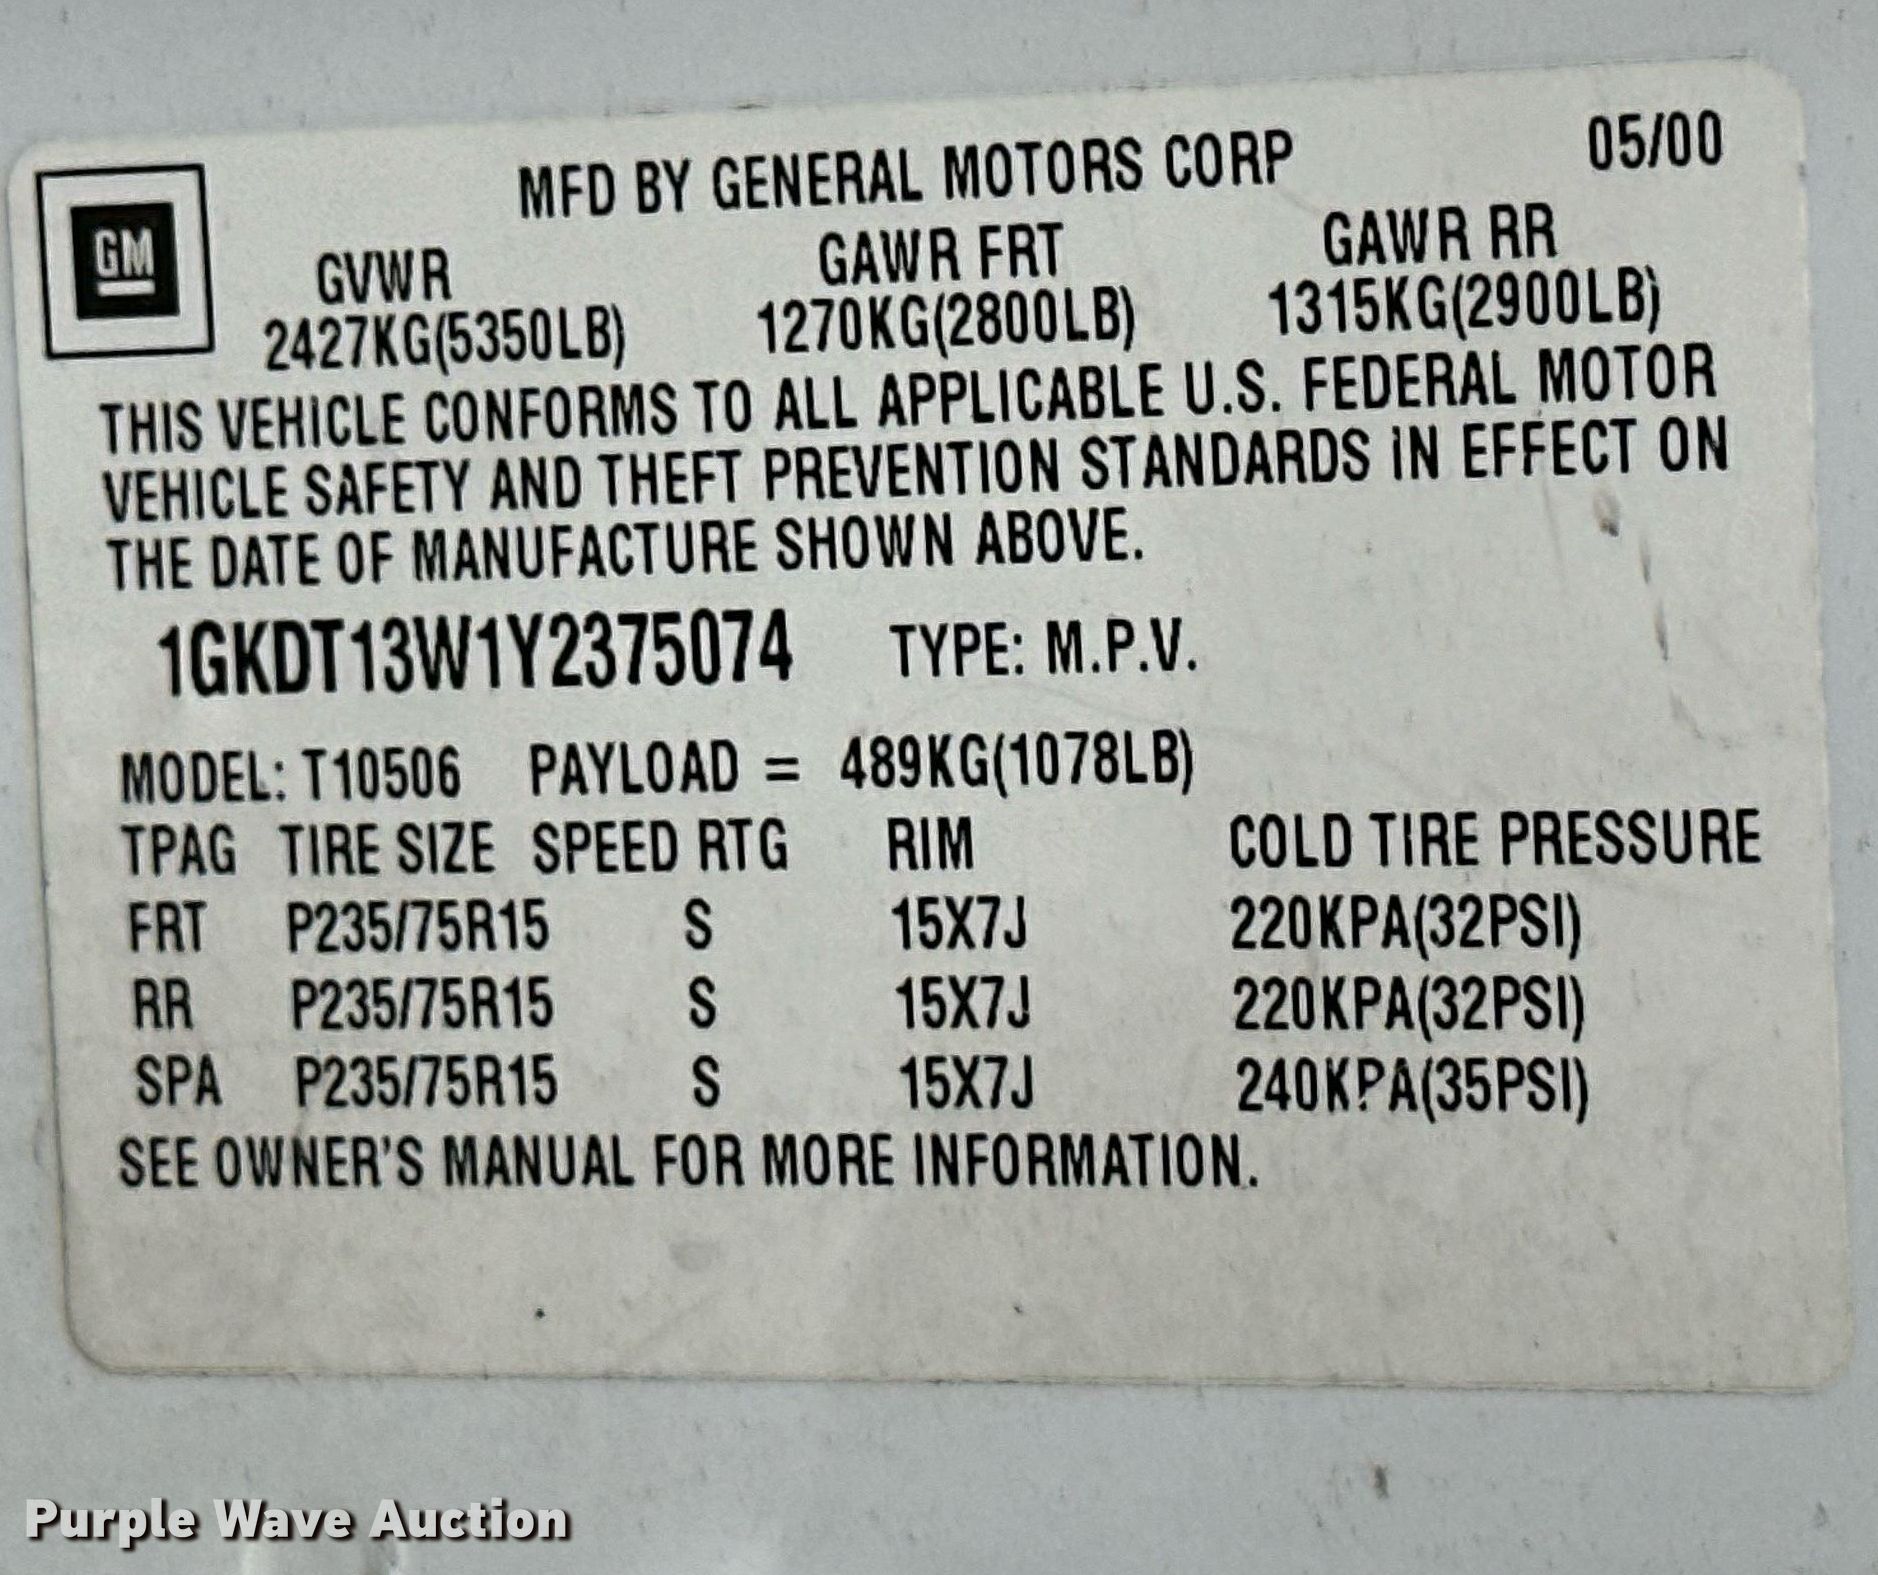 MFD BY GENERAL MOTORS CORP 05/00
GM
GVWR GAWR FRT GAWR RR
2427KG(5350LB) 1270KG(2800LB) 1315KG(2900LB)
THIS VEHICLE CONFORMS TO ALL APPLICABLE U.S. FEDERAL MOTOR
VEHICLE SAFETY AND THEFT PREVENTION STANDARDS IN EFFECT ON
THE DATE OF MANUFACTURE SHOWN ABOVE.
1GKDT13W1Y2375074 TYPE: M.P.V.
MODEL: T10506 PAYLOAD = 489KG(1078LB)
TPAG TIRE SIZE SPEED RTG RIM COLD TIRE PRESSURE
FRT P235/75R15 S 15X7J 220KPA(32PSI)
RR P235/75R15 S 15X7J 220KPA(32PSI)
SPA P235/75R15 S 15X7J 240KPA(35PSI)
SEE OWNER'S MANUAL FOR MORE INFORMATION.
Purple Wave Auction